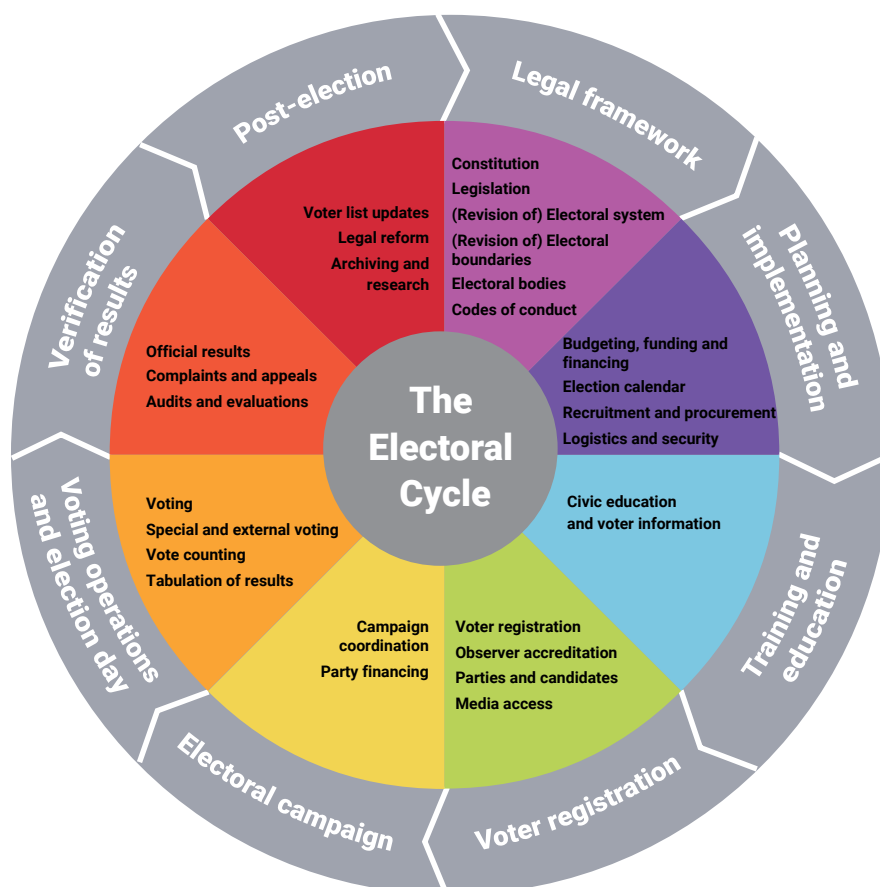 The
Electoral
Cycle
Legal framework
Constitution
Legislation
(Revision of) Electoral system
(Revision of) Electoral
boundaries
Electoral bodies
Codes of conduct
Planning and
implementation
Budgeting, funding and
financing
Election calendar
Recruitment and procurement
Logistics and security
Training and
education
Civic education
and voter information
Voter registration
Voter registration
Observer accreditation
Parties and candidates
Media access
Electoral campaign
Campaign
coordination
Party financing
Voting operations
and election day
Voting
Special and external voting
Vote counting
Tabulation of results
Verification
of results
Official results
Complaints and appeals
Audits and evaluations
Post-election
Voter list updates
Legal reform
Archiving and
research